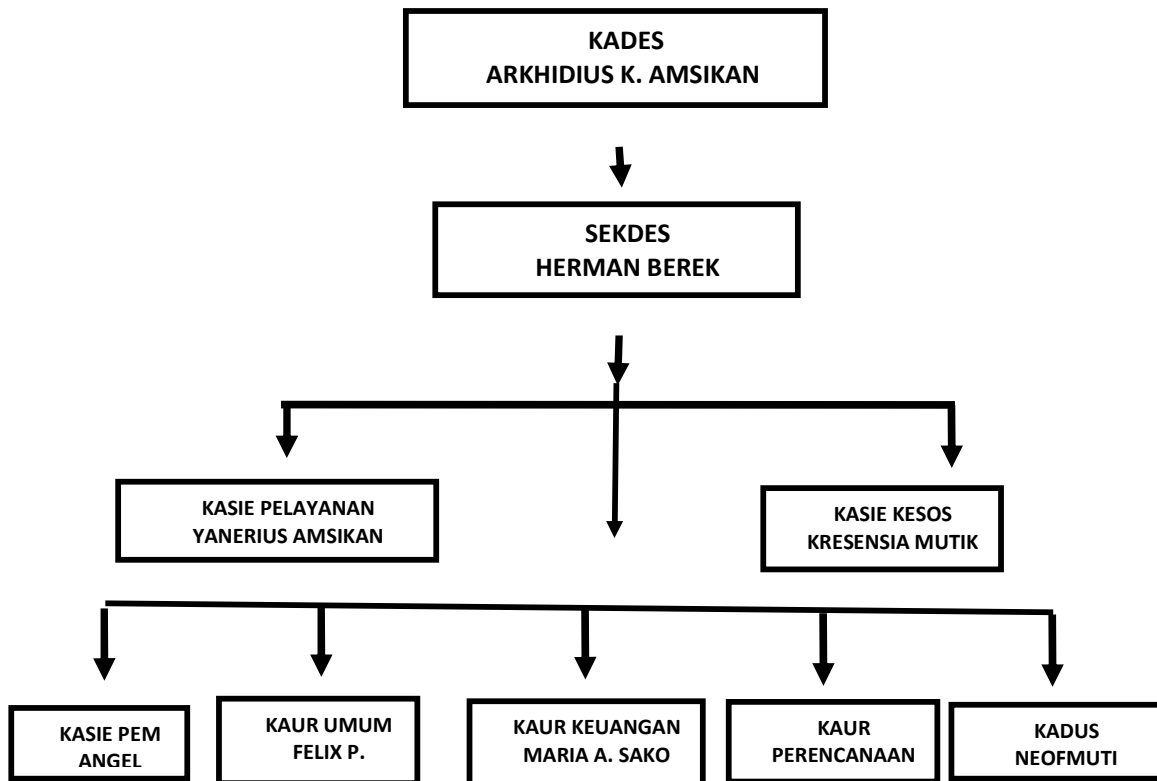 KADES
ARKHIDIUS K. AMSIKAN
SEKDES
HERMAN BEREK
KASIE PELAYANAN
YANERIUS AMSIKAN
KASIE KESOS
KRESENSIA MUTIK
KASIE PEM
ANGEL
KAUR UMUM
FELIX P.
KAUR KEUANGAN
MARIA A. SAKO
KAUR
PERENCANAAN
KADUS
NEOFMUTI